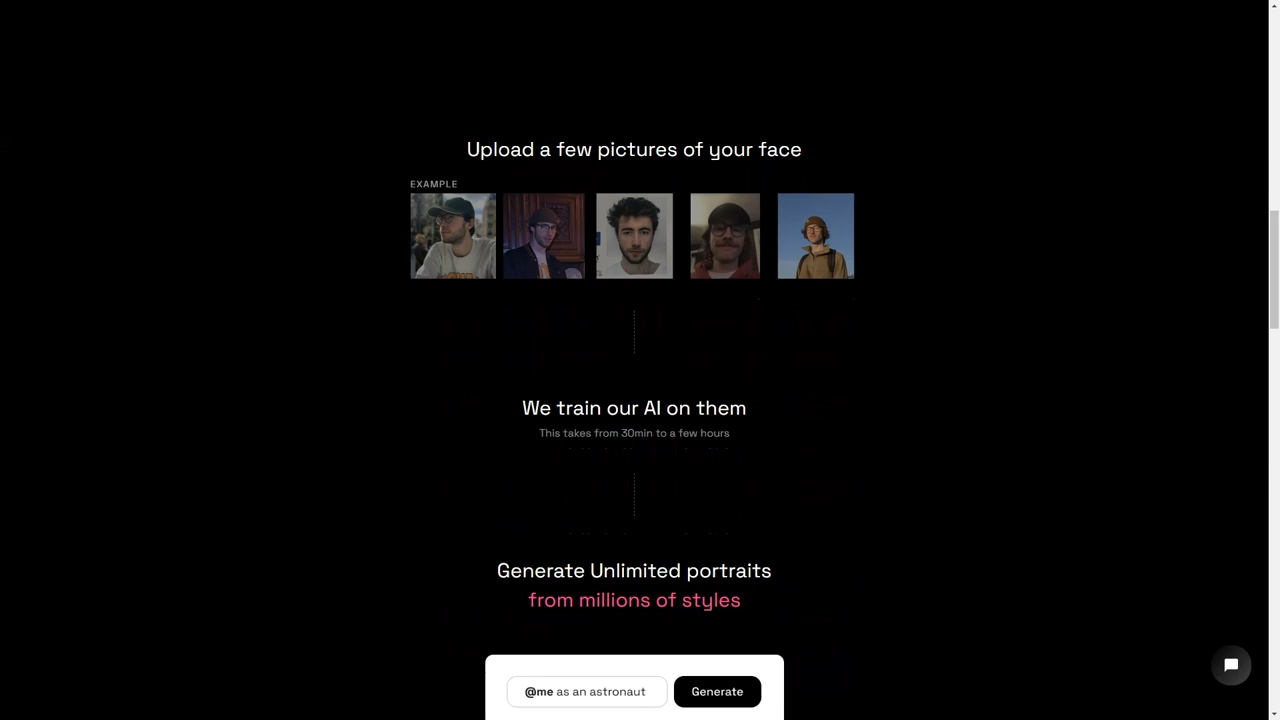 Upload a few pictures of your face
EXAMPLE
We train our AI on them
This takes from 30min to a few hours
Generate Unlimited portraits
from millions of styles
@me as an astronaut
Generate